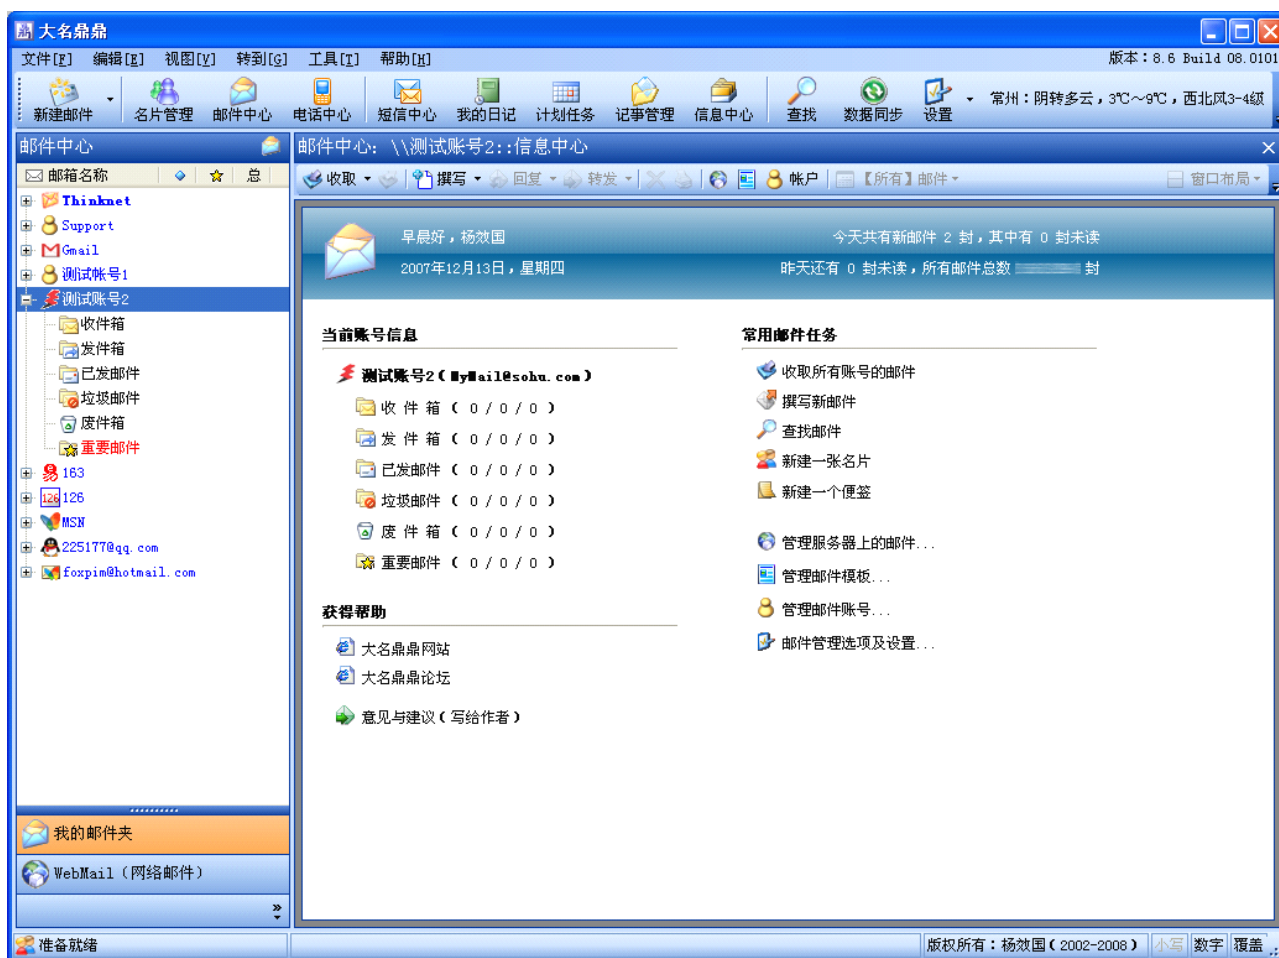 大名鼎鼎
文件[F] 编辑[E] 视图[V] 转到[G] 工具[T] 帮助[H] 版本：8.6 Build 08.0101
新建邮件 名片管理 邮件中心 电话中心 短信中心 我的日记 计划任务 记事管理 信息中心 查找 数据同步 设置 常州：阴转多云，3℃～9℃，西北风3-4级
邮件中心 邮件中心: \\测试账号2::信息中心
邮箱名称 总 收取 撰写 回复 转发 帐户 【所有】邮件 窗口布局
Thinknet
Support
Gmail
测试帐号1
测试账号2
收件箱
发件箱
已发邮件
垃圾邮件
废件箱
重要邮件
163
126 126
MSN
225177@qq.com
foxpim@hotmail.com
早晨好，杨效国 今天共有新邮件 2 封，其中有 0 封未读
2007年12月13日，星期四 昨天还有 0 封未读，所有邮件总数 封
当前账号信息
测试账号2(MyMail@sohu.com)
收 件 箱 ( 0 / 0 / 0 )
发 件 箱 ( 0 / 0 / 0 )
已发邮件 ( 0 / 0 / 0 )
垃圾邮件 ( 0 / 0 / 0 )
废 件 箱 ( 0 / 0 / 0 )
重要邮件 ( 0 / 0 / 0 )
获得帮助
大名鼎鼎网站
大名鼎鼎论坛
意见与建议(写给作者)
常用邮件任务
收取所有账号的邮件
撰写新邮件
查找邮件
新建一张名片
新建一个便签
管理服务器上的邮件...
管理邮件模板...
管理邮件账号...
邮件管理选项及设置...
我的邮件夹
WebMail (网络邮件)
准备就绪 版权所有：杨效国(2002-2008) 小写 数字 覆盖